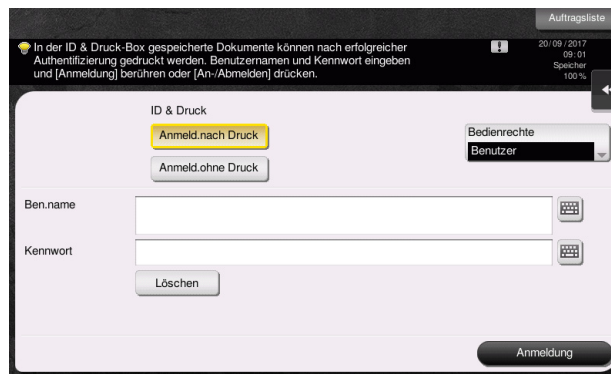 Auftragsliste
In der ID & Druck-Box gespeicherte Dokumente können nach erfolgreicher
Authentifizierung gedruckt werden. Benutzernamen und Kennwort eingeben
und [Anmeldung] berühren oder [An-/Abmelden] drücken.
20/09/2017
09:01
Speicher
100 %
ID & Druck
Anmeld.nach Druck
Bedienrechte
Benutzer
Anmeld.ohne Druck
Ben.name
Kennwort
Löschen
Anmeldung